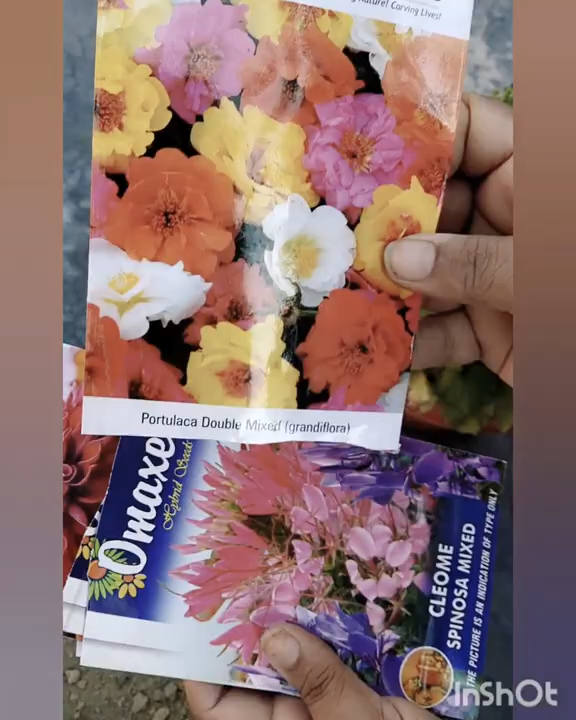 Nature! Carving Lives!
Portulaca Double Mixed (grandiflora)
Omaxe
Hybrid Seeds
CLEOME
SPINOSA MIXED
THE PICTURE IS AN INDICATION OF TYPE ONLY
InShOt